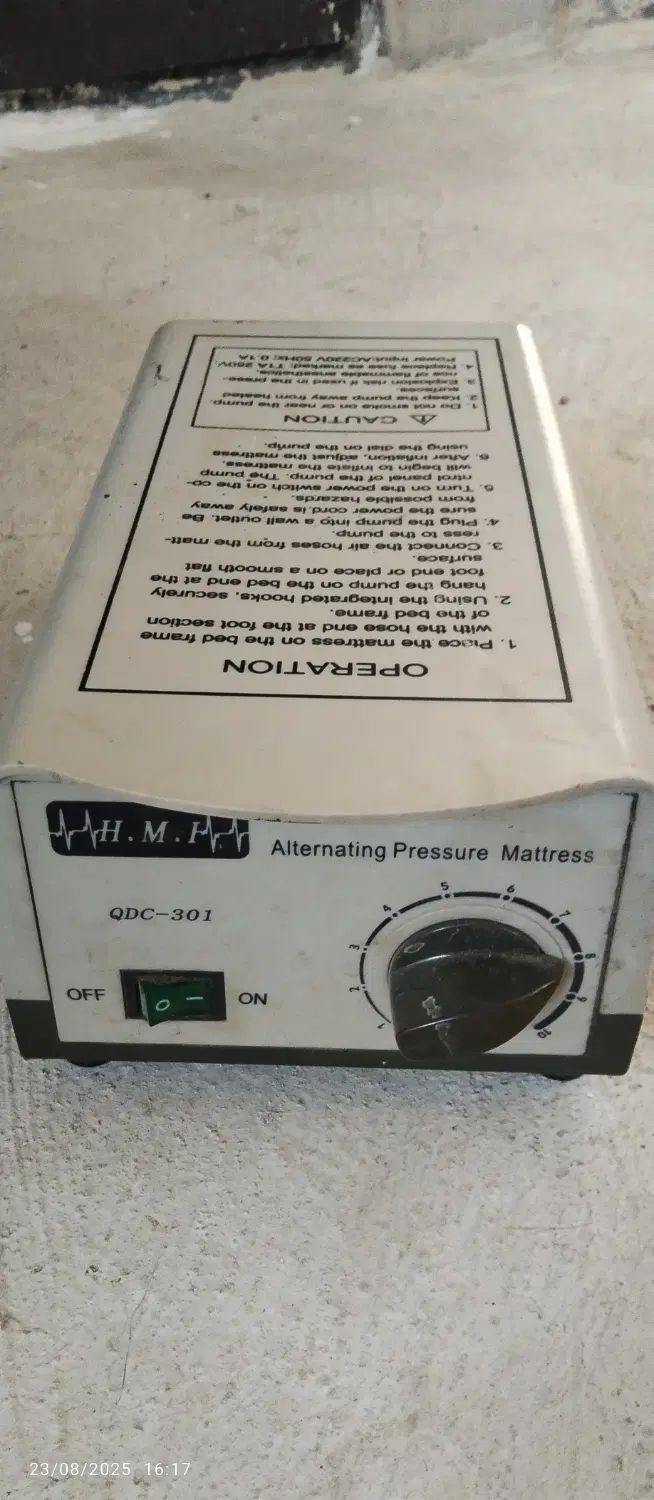 OPERATION
1. Place the mattress on the bed frame
with the hose end at the foot section
of the bed frame.
2. Using the integrated hooks, securely
hang the pump on the bed end at the
foot end or place on a smooth flat
surface.
3. Connect the air hoses from the matt-
ress to the pump.
4. Plug the pump into a wall outlet. Be
sure the power cord is safely away
from possible hazards.
5. Turn on the power switch on the co-
ntrol panel of the pump. The pump
will begin to inflate the mattress.
6. After inflation, adjust the mattress
using the dial on the pump.
⚠ CAUTION
1. Do not smoke on or near the pump.
2. Keep the pump away from heated
surfaces.
3. Explosion risk if used in the prese-
nce of flammable anesthetics.
4. Replace fuse as marked: T1A 250V.
Power Input:AC220V 50Hz; 0.1A
H.M.F
Alternating Pressure Mattress
QDC-301
OFF
ON
1 2 3 4 5 6 7 8 9 10
23/08/2025 16:17